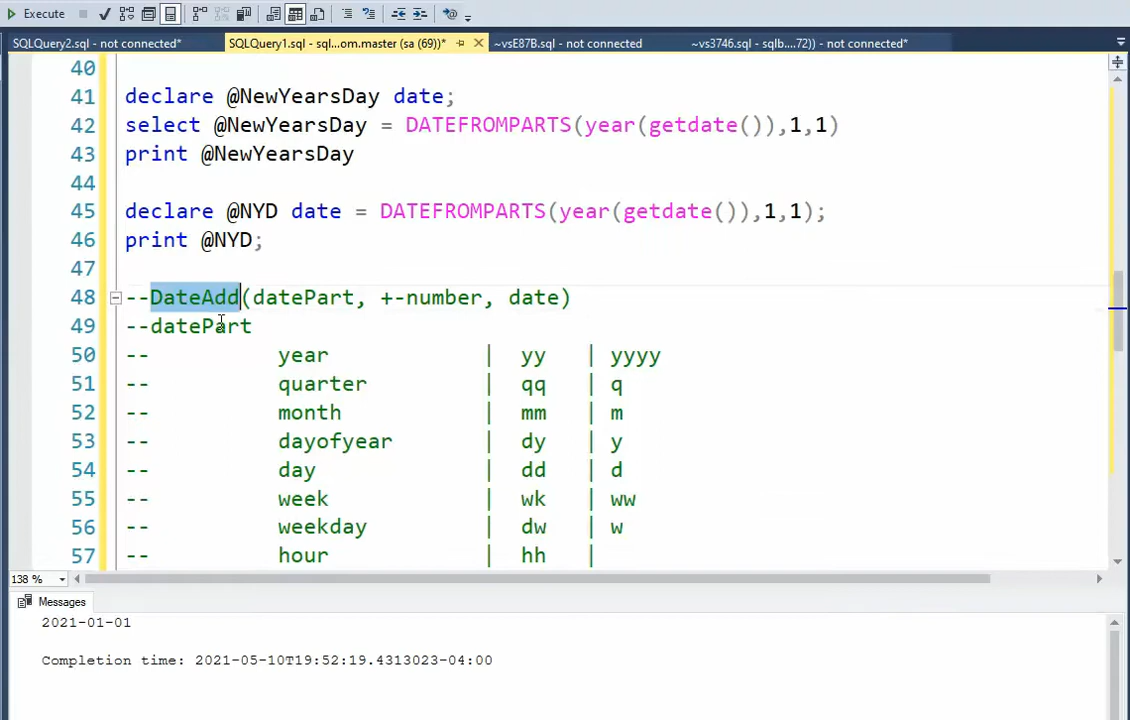 Execute
SQLQuery2.sql - not connected* SQLQuery1.sql - sql...om.master (sa (69))* ~vsE87B.sql - not connected ~vs3746.sql - sqlb....72)) - not connected*
40
41 declare @NewYearsDay date;
42 select @NewYearsDay = DATEFROMPARTS(year(getdate()),1,1)
43 print @NewYearsDay
44
45 declare @NYD date = DATEFROMPARTS(year(getdate()),1,1);
46 print @NYD;
47
48 --DateAdd(datePart, +-number, date)
49 --datePart
50 -- year | yy | yyyy
51 -- quarter | qq | q
52 -- month | mm | m
53 -- dayofyear | dy | y
54 -- day | dd | d
55 -- week | wk | ww
56 -- weekday | dw | w
57 -- hour | hh |
138 %
Messages
2021-01-01
Completion time: 2021-05-10T19:52:19.4313023-04:00